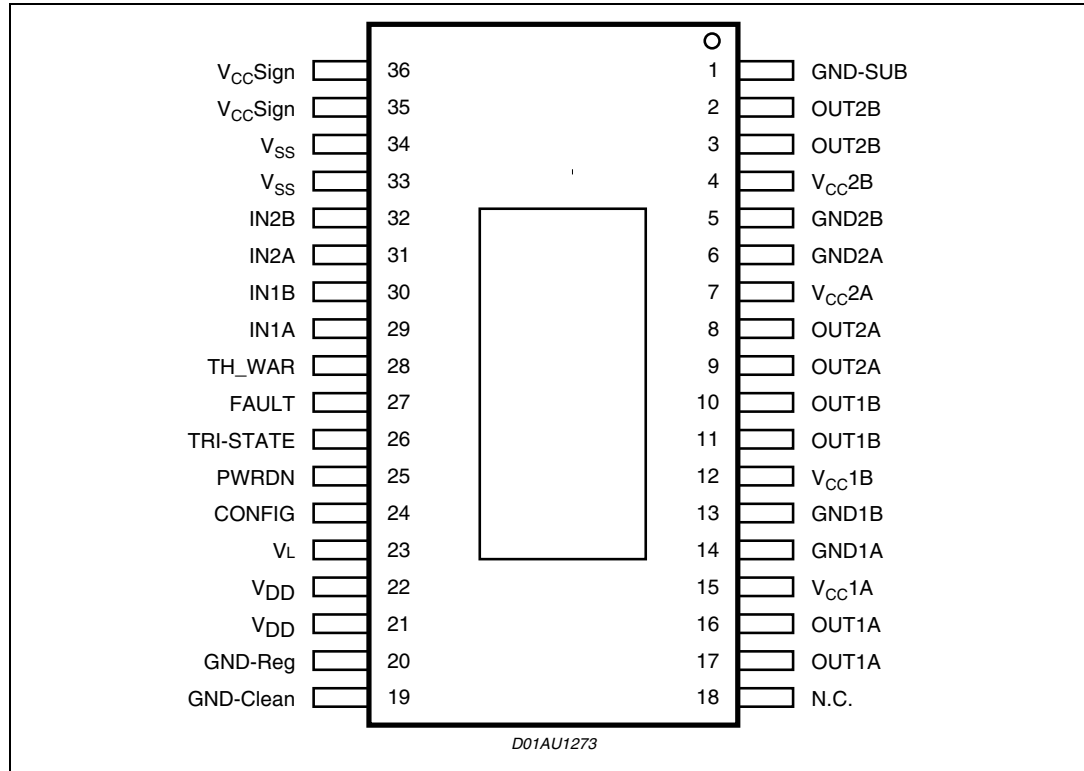 VCCSign 36 1 GND-SUB
VCCSign 35 2 OUT2B
VSS 34 3 OUT2B
VSS 33 4 VCC2B
IN2B 32 5 GND2B
IN2A 31 6 GND2A
IN1B 30 7 VCC2A
IN1A 29 8 OUT2A
TH_WAR 28 9 OUT2A
FAULT 27 10 OUT1B
TRI-STATE 26 11 OUT1B
PWRDN 25 12 VCC1B
CONFIG 24 13 GND1B
VL 23 14 GND1A
VDD 22 15 VCC1A
VDD 21 16 OUT1A
GND-Reg 20 17 OUT1A
GND-Clean 19 18 N.C.
D01AU1273